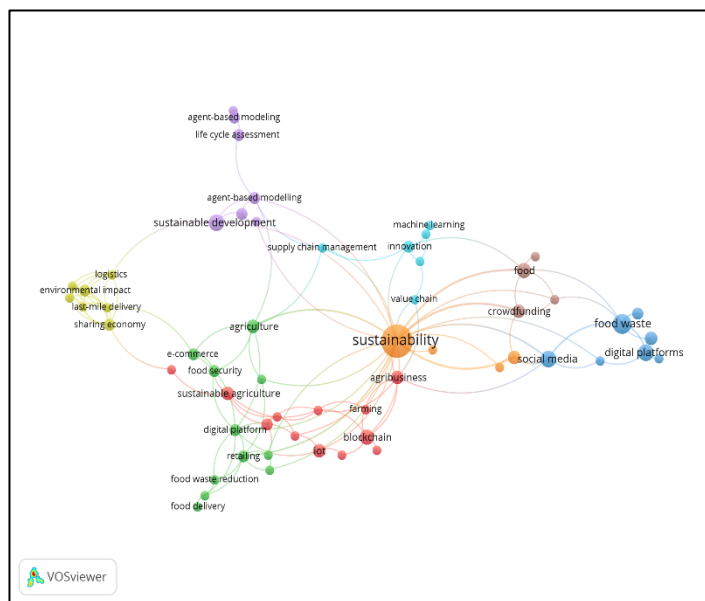 agent-based modeling
life cycle assessment
agent-based modelling
sustainable development
machine learning
supply chain management
innovation
logistics
food
environmental impact
value chain
last-mile delivery
crowdfunding
sharing economy
agriculture
food waste
sustainability
e-commerce
digital platforms
social media
food security
agribusiness
sustainable agriculture
farming
digital platform
blockchain
retailing
iot
food waste reduction
food delivery
VOSviewer